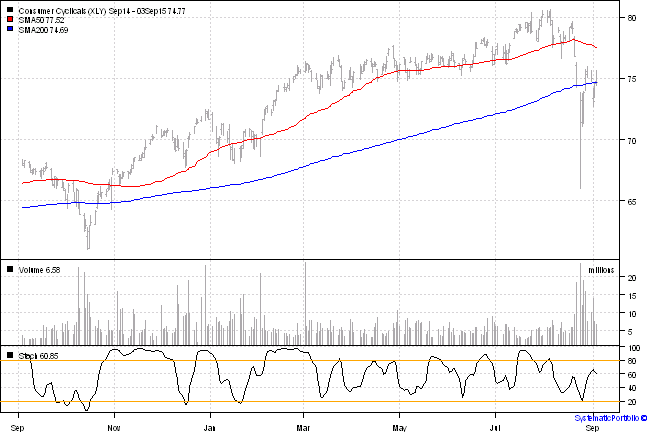 Consumer Cyclicals (XLY) Sep14 - 03Sep15 74.77
SMA50 77.52
SMA200 74.69
80
75
70
65
Volume 6.58
millions
20
15
10
5
Stoch 60.85
100
80
60
40
20
Sep Nov Jan Mar May Jul Sep
SystematicPortfolio ©